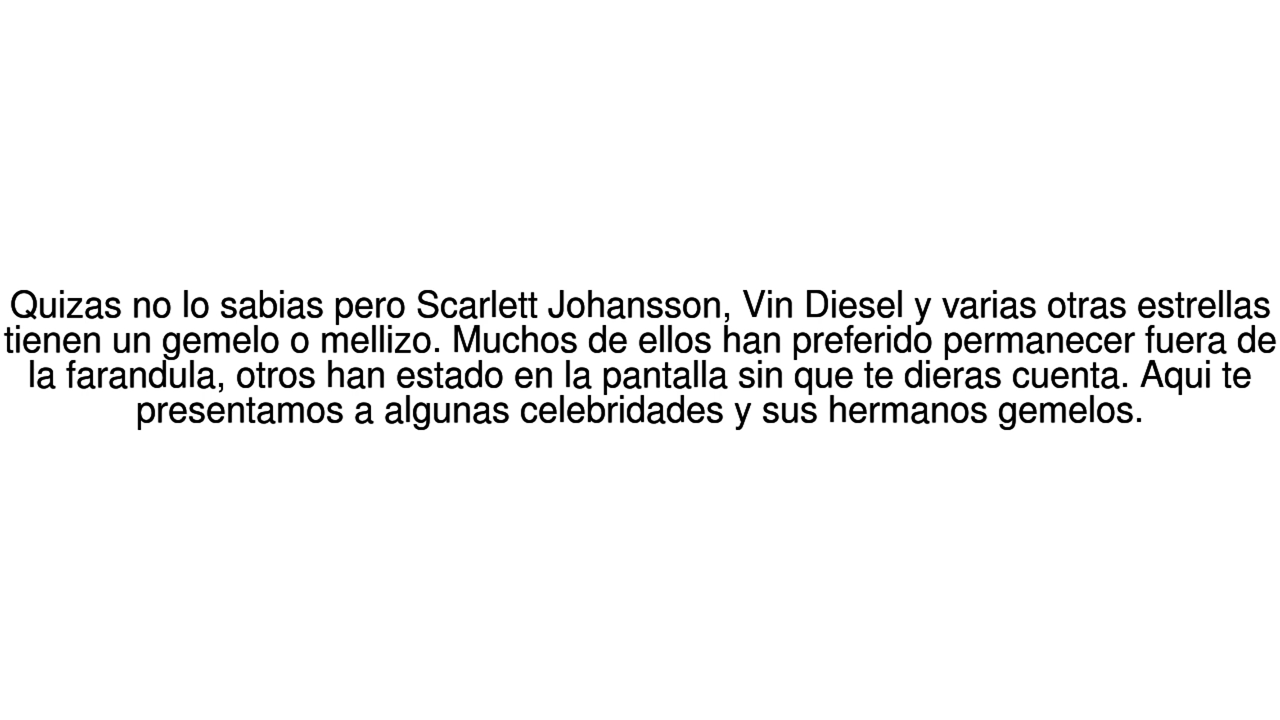 Quizas no lo sabias pero Scarlett Johansson, Vin Diesel y varias otras estrellas
tienen un gemelo o mellizo. Muchos de ellos han preferido permanecer fuera de
la farandula, otros han estado en la pantalla sin que te dieras cuenta. Aqui te
presentamos a algunas celebridades y sus hermanos gemelos.